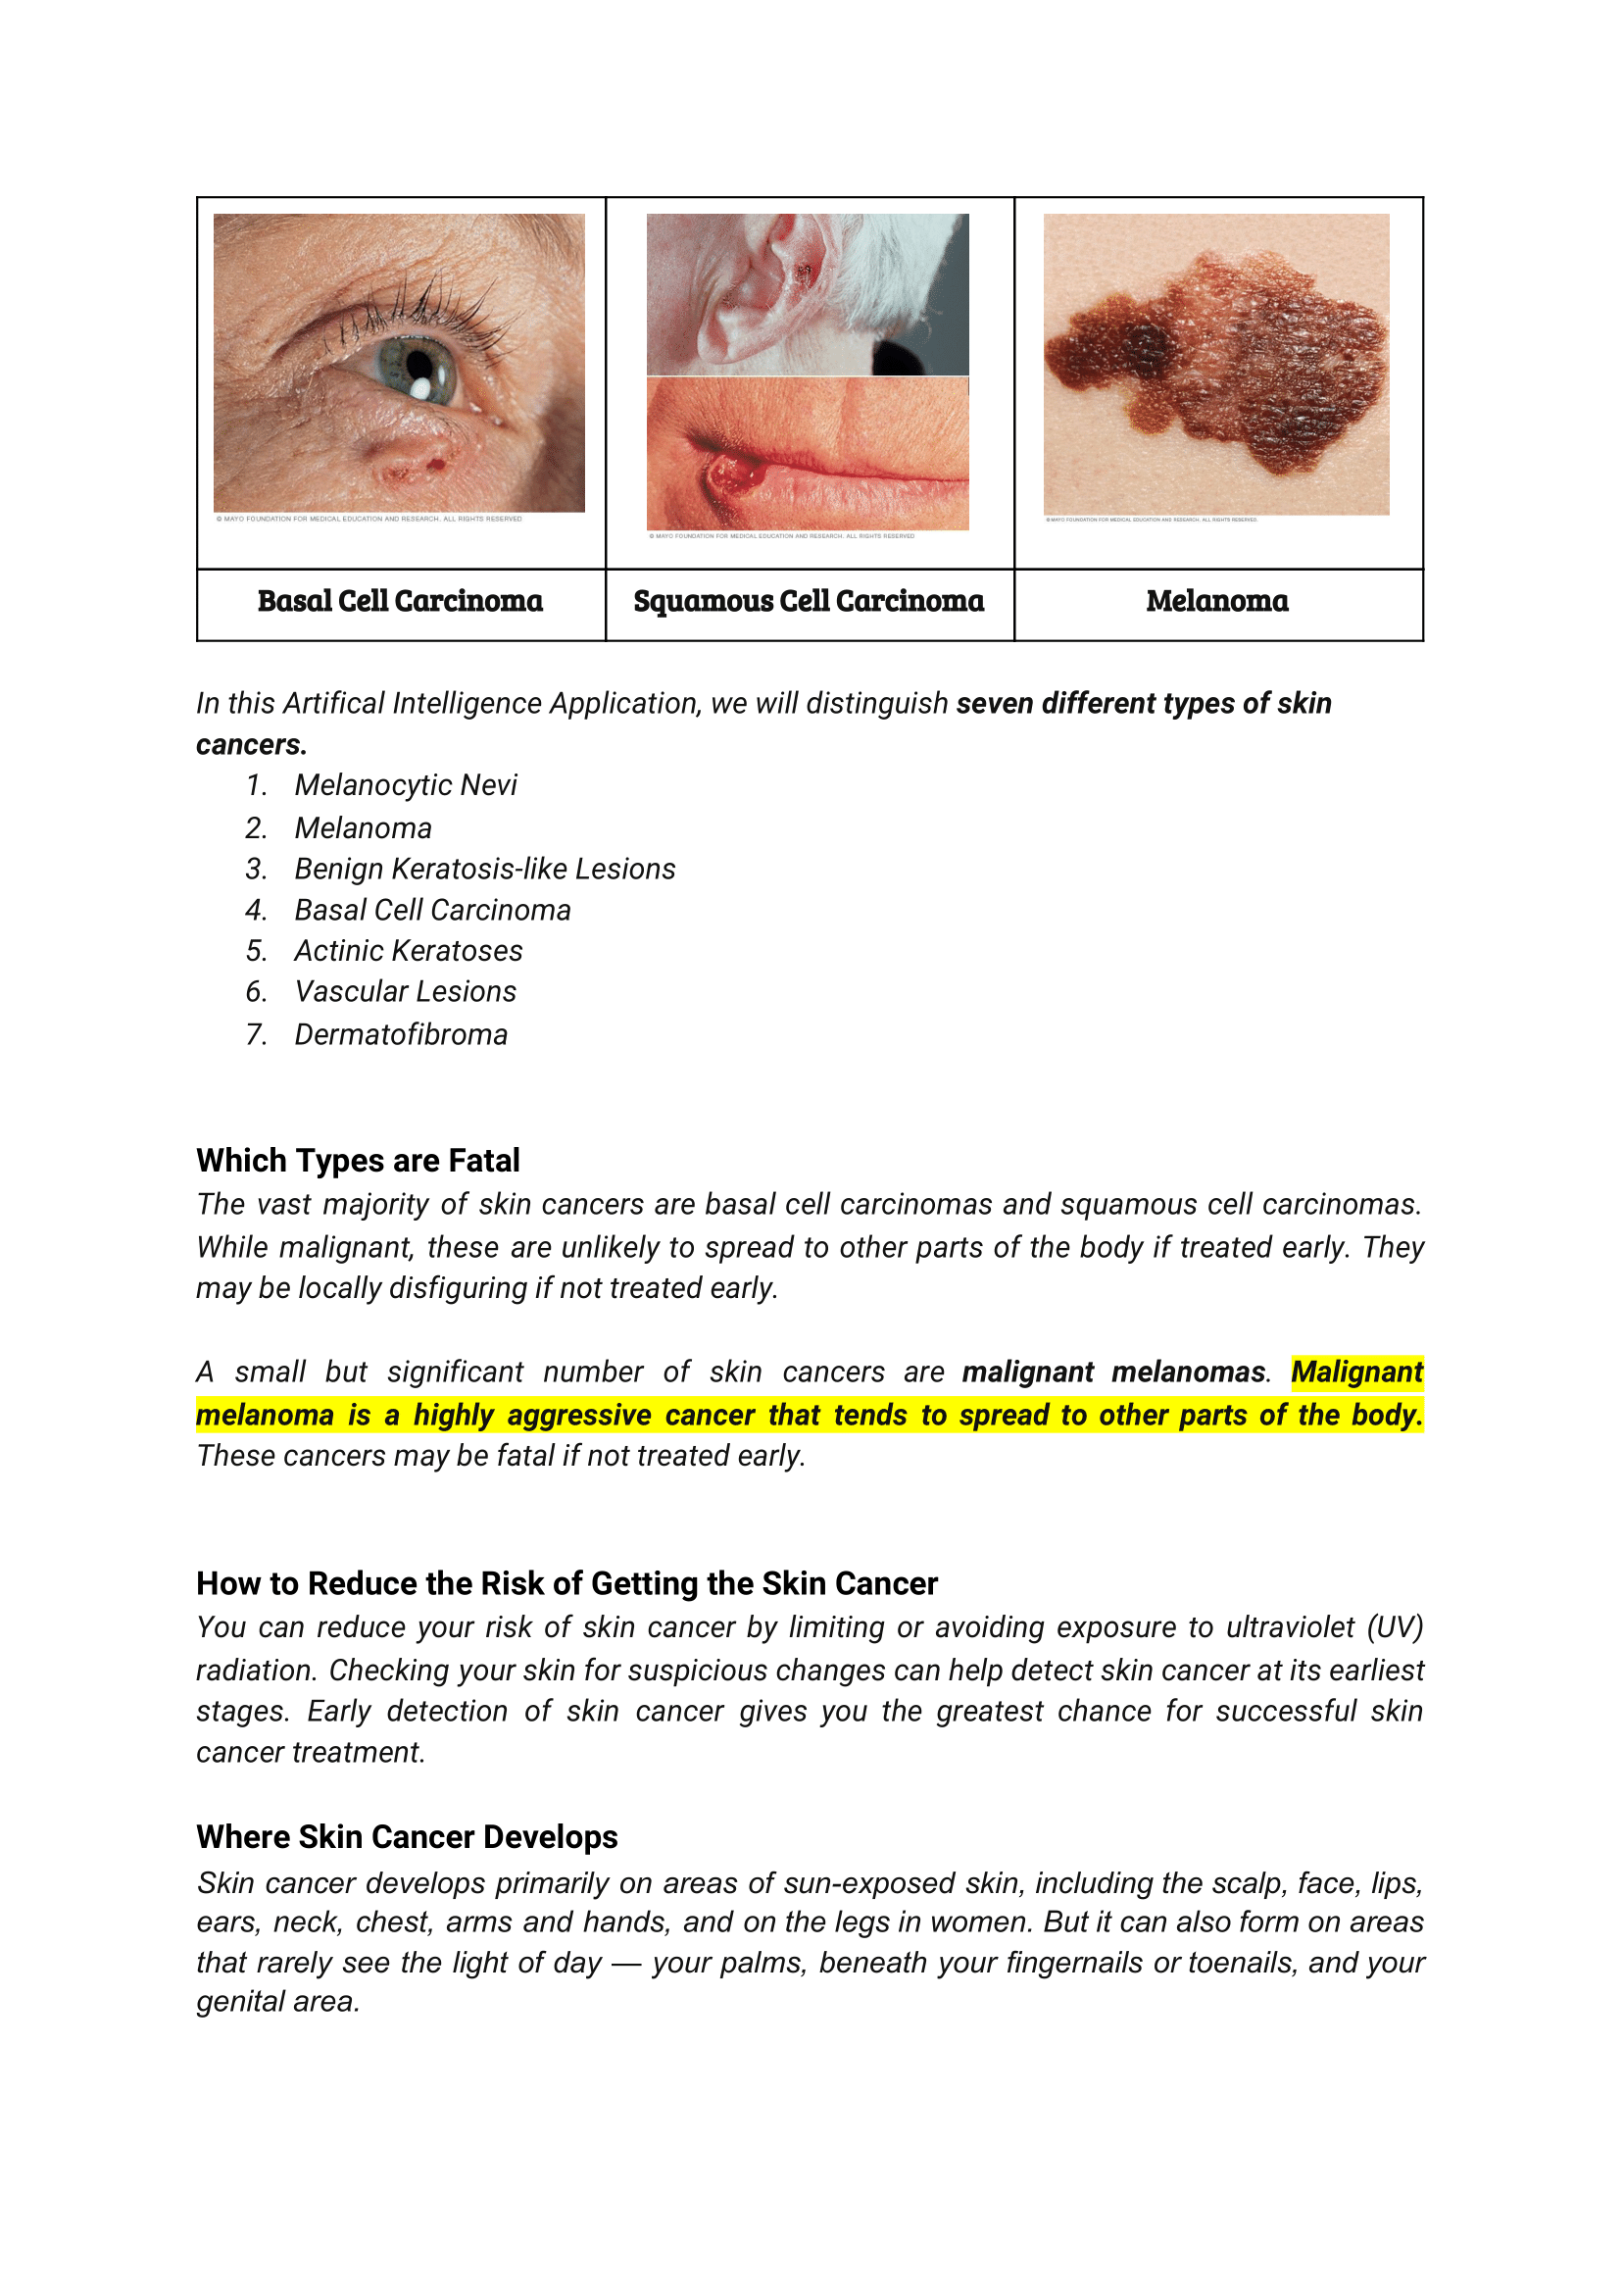 © MAYO FOUNDATION FOR MEDICAL EDUCATION AND RESEARCH. ALL RIGHTS RESERVED
© MAYO FOUNDATION FOR MEDICAL EDUCATION AND RESEARCH. ALL RIGHTS RESERVED
© MAYO FOUNDATION FOR MEDICAL EDUCATION AND RESEARCH. ALL RIGHTS RESERVED.
Basal Cell Carcinoma
Squamous Cell Carcinoma
Melanoma
In this Artifical Intelligence Application, we will distinguish seven different types of skin
cancers.
1. Melanocytic Nevi
2. Melanoma
3. Benign Keratosis-like Lesions
4. Basal Cell Carcinoma
5. Actinic Keratoses
6. Vascular Lesions
7. Dermatofibroma
Which Types are Fatal
The vast majority of skin cancers are basal cell carcinomas and squamous cell carcinomas.
While malignant, these are unlikely to spread to other parts of the body if treated early. They
may be locally disfiguring if not treated early.
A small but significant number of skin cancers are malignant melanomas. Malignant
melanoma is a highly aggressive cancer that tends to spread to other parts of the body.
These cancers may be fatal if not treated early.
How to Reduce the Risk of Getting the Skin Cancer
You can reduce your risk of skin cancer by limiting or avoiding exposure to ultraviolet (UV)
radiation. Checking your skin for suspicious changes can help detect skin cancer at its earliest
stages. Early detection of skin cancer gives you the greatest chance for successful skin
cancer treatment.
Where Skin Cancer Develops
Skin cancer develops primarily on areas of sun-exposed skin, including the scalp, face, lips,
ears, neck, chest, arms and hands, and on the legs in women. But it can also form on areas
that rarely see the light of day — your palms, beneath your fingernails or toenails, and your
genital area.